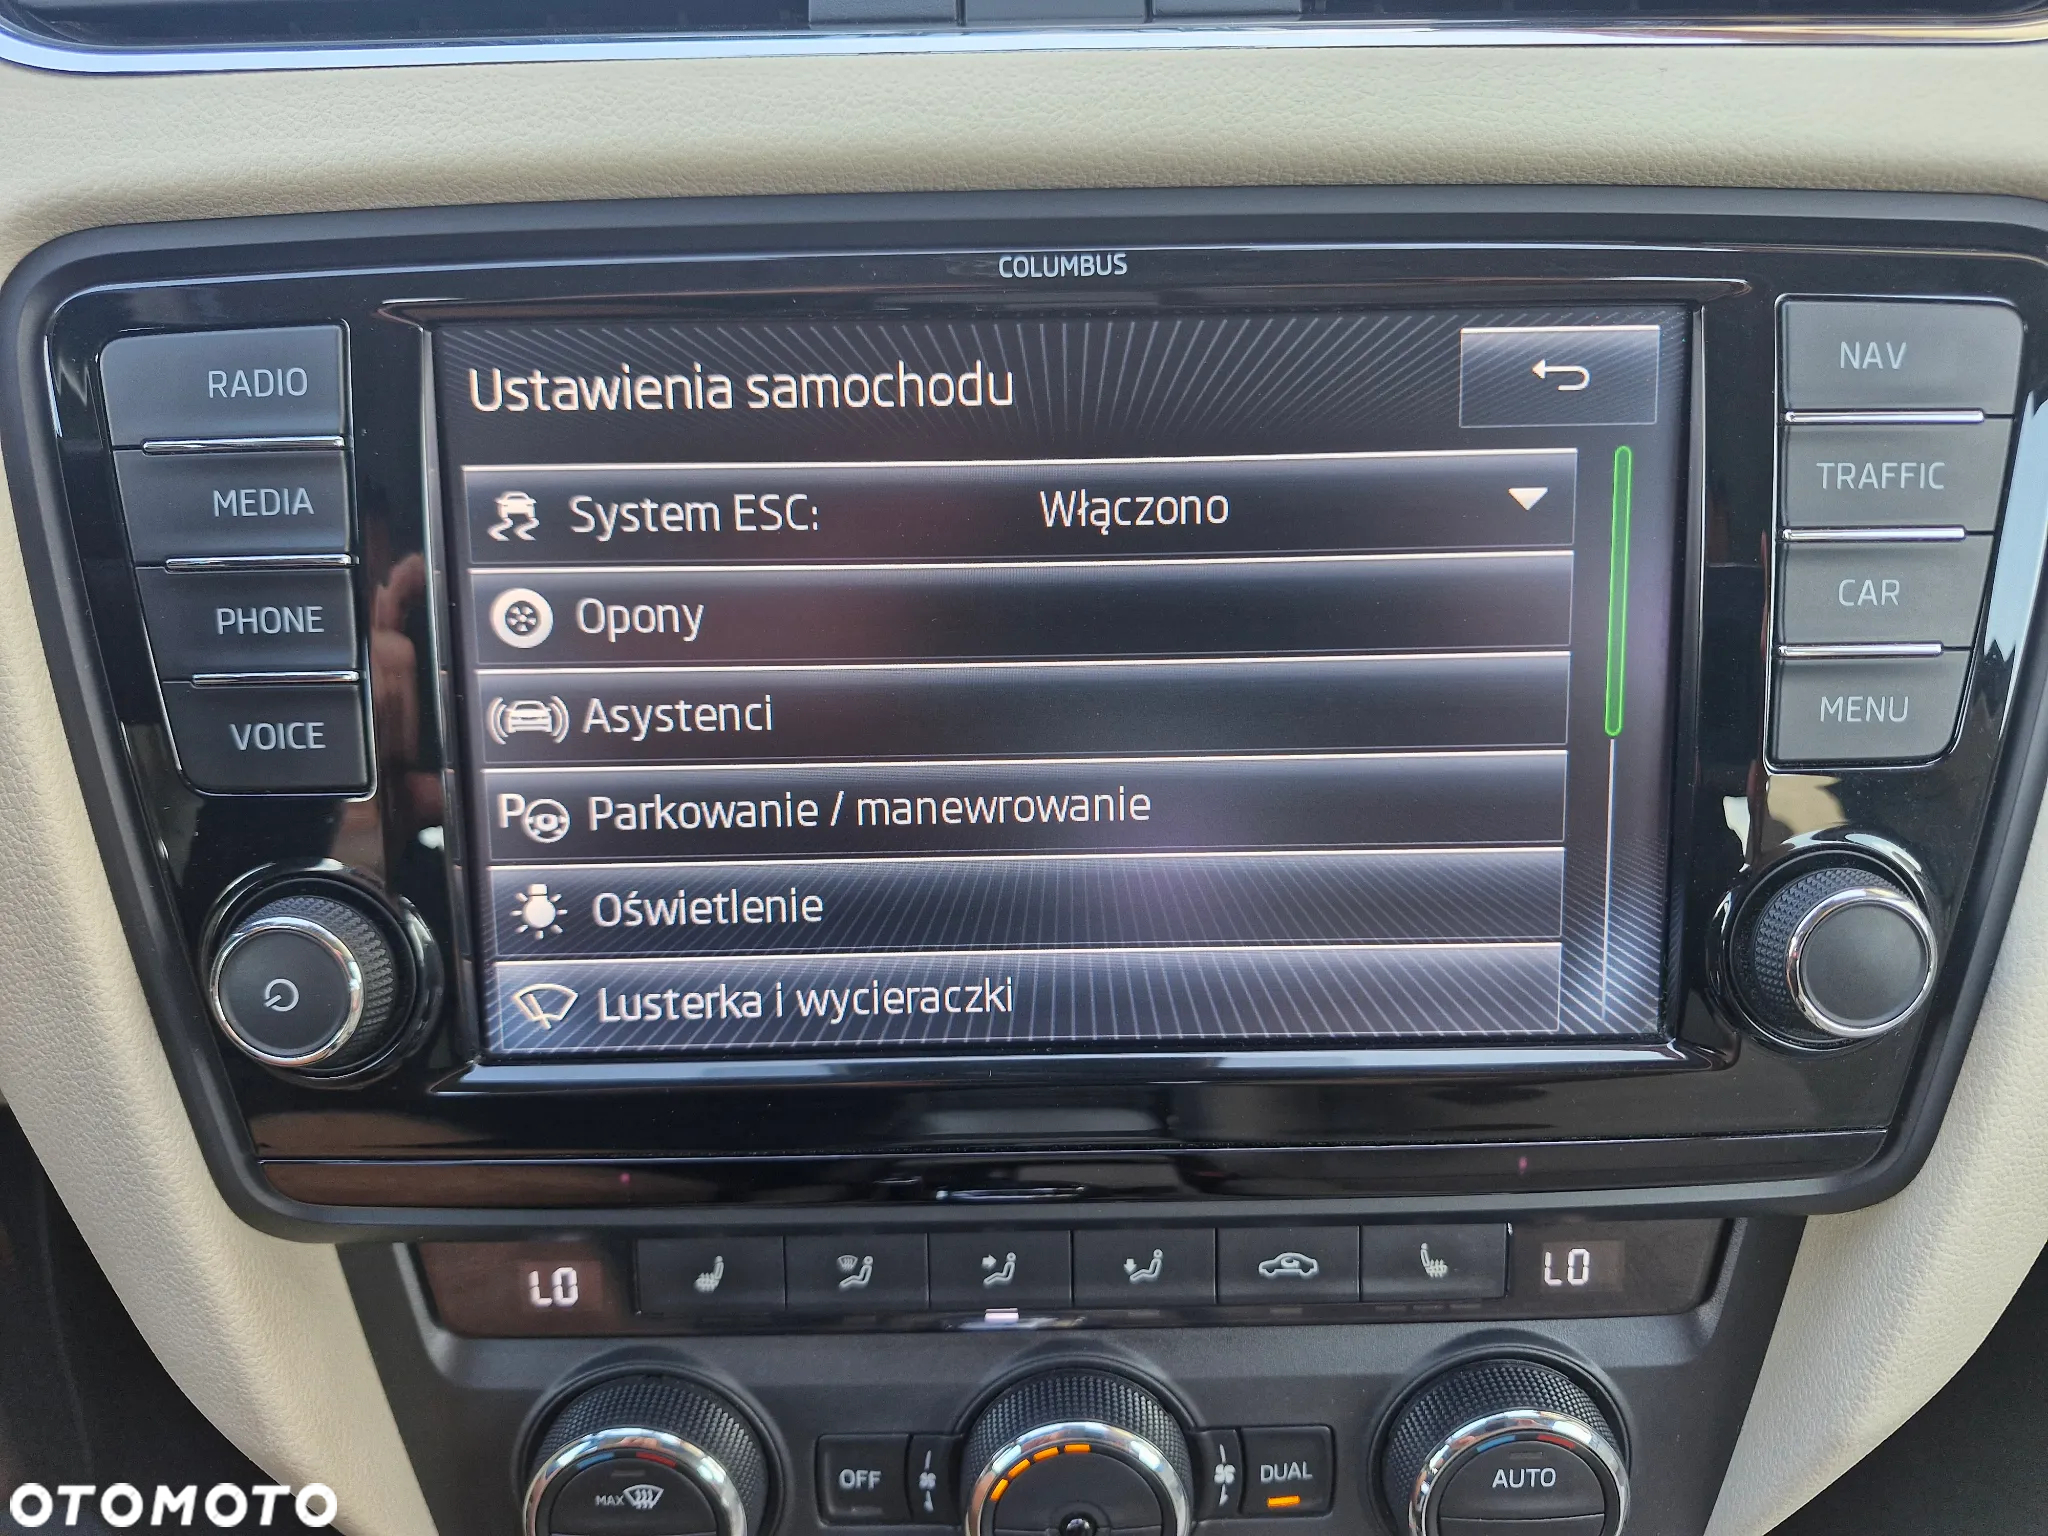 COLUMBUS
RADIO
MEDIA
PHONE
VOICE
Ustawienia samochodu
System ESC: Włączono
Opony
Asystenci
P Parkowanie / manewrowanie
Oświetlenie
Lusterka i wycieraczki
NAV
TRAFFIC
CAR
MENU
LO
LO
MAX
OFF
DUAL
AUTO
OTOMOTO